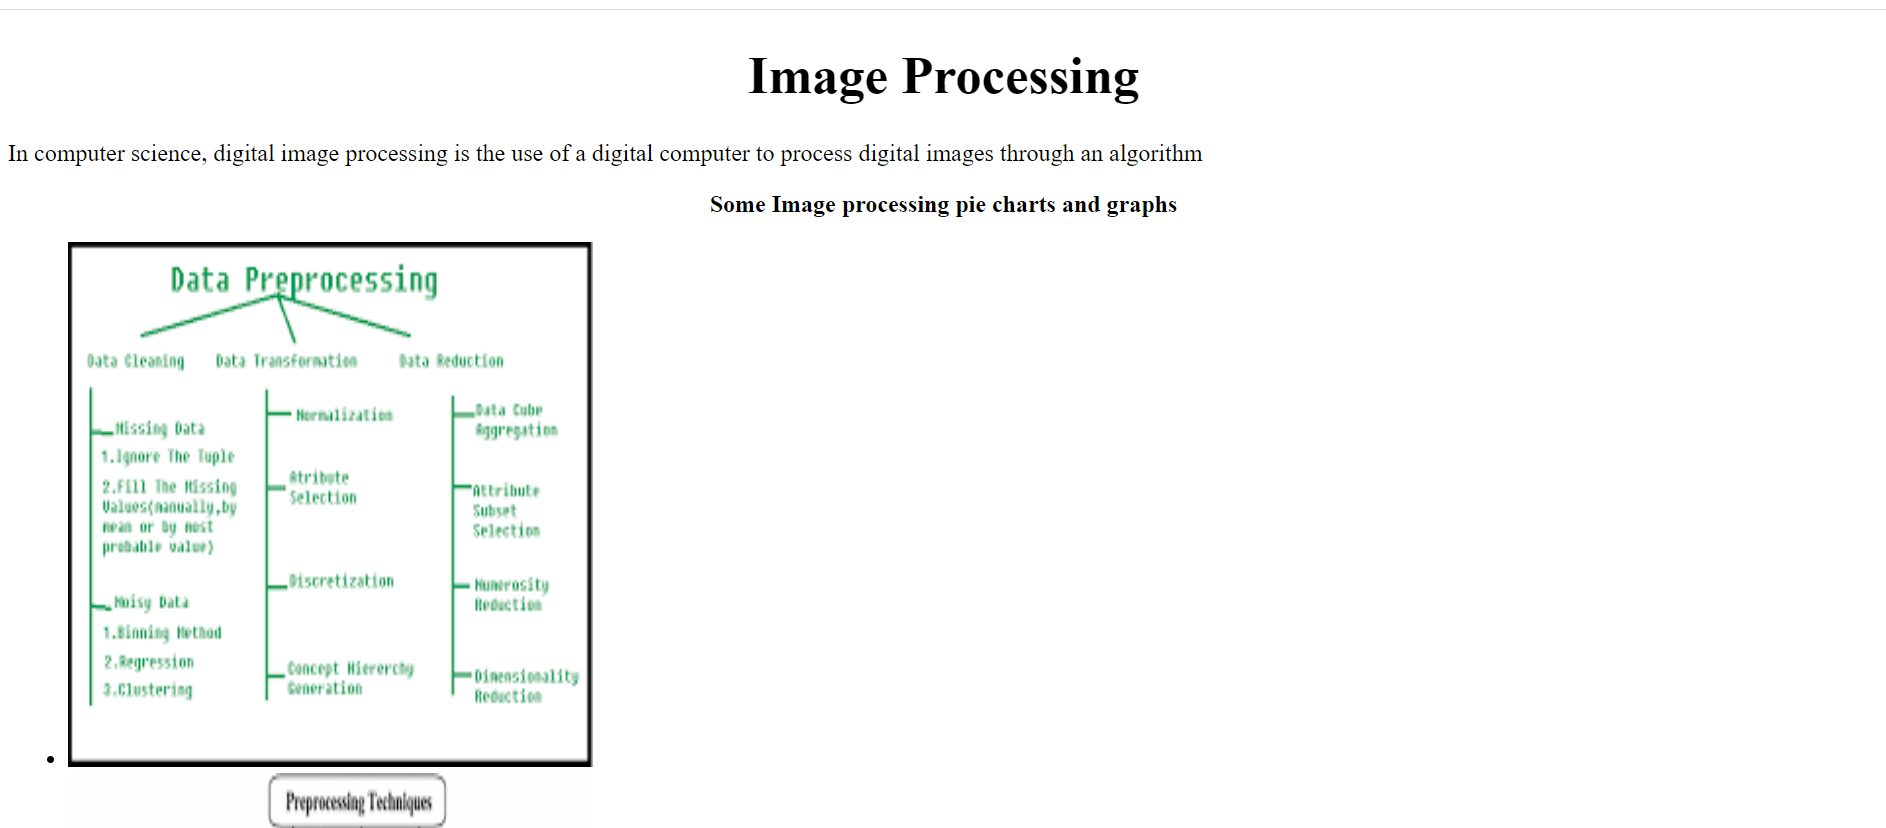 Image Processing
In computer science, digital image processing is the use of a digital computer to process digital images through an algorithm
Some Image processing pie charts and graphs
Data Preprocessing
Data Cleaning
Data Transformation
Data Reduction
Missing Data
1.Ignore The Tuple
2.Fill The Missing
Values(manually,by
mean or by most
probable value)
Noisy Data
1.Binning Method
2.Regression
3.Clustering
Normalization
Atribute
Selection
Discretization
Concept Hiererchy
Generation
Data Cube
Aggregation
Attribute
Subset
Selection
Numerosity
Reduction
Dimensionality
Reduction
Preprocessing Techniques